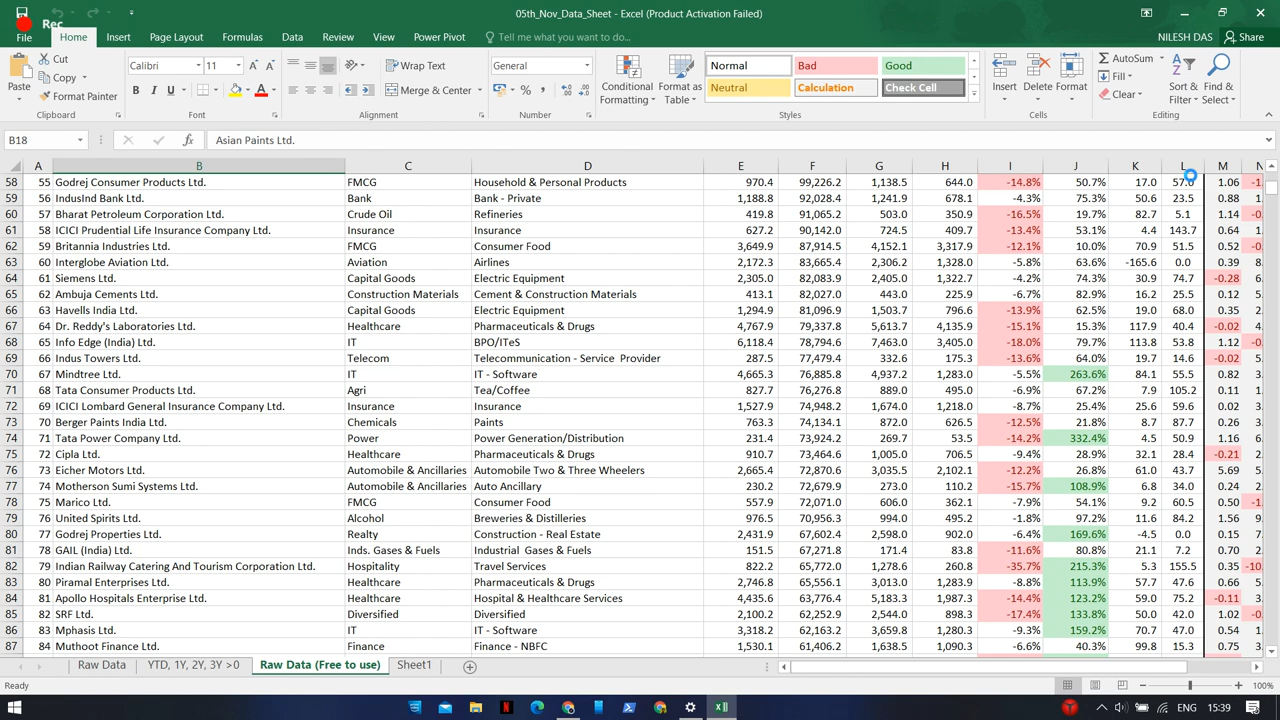 05th_Nov_Data_Sheet - Excel (Product Activation Failed)
Rec
File Home Insert Page Layout Formulas Data Review View Power Pivot Tell me what you want to do... NILESH DAS Share
Paste Cut Copy Format Painter Clipboard
Calibri 11 B I U A Font
Wrap Text Merge & Center Alignment
General % , Number
Conditional Formatting Format as Table Normal Bad Good Neutral Calculation Check Cell Styles
Insert Delete Format Cells
AutoSum Fill Clear Sort & Filter Find & Select Editing
B18 fx Asian Paints Ltd.
A B C D E F G H I J K L M N
58 55 Godrej Consumer Products Ltd. FMCG Household & Personal Products 970.4 99,226.2 1,138.5 644.0 -14.8% 50.7% 17.0 57.0 1.06
59 56 IndusInd Bank Ltd. Bank Bank - Private 1,188.8 92,028.4 1,241.9 678.1 -4.3% 75.3% 50.6 23.5 0.88
60 57 Bharat Petroleum Corporation Ltd. Crude Oil Refineries 419.8 91,065.2 503.0 350.9 -16.5% 19.7% 82.7 5.1 1.14
61 58 ICICI Prudential Life Insurance Company Ltd. Insurance Insurance 627.2 90,142.0 724.5 409.7 -13.4% 53.1% 4.4 143.7 0.64
62 59 Britannia Industries Ltd. FMCG Consumer Food 3,649.9 87,914.5 4,152.1 3,317.9 -12.1% 10.0% 70.9 51.5 0.52
63 60 Interglobe Aviation Ltd. Aviation Airlines 2,172.3 83,665.4 2,306.2 1,328.0 -5.8% 63.6% -165.6 0.0 0.39
64 61 Siemens Ltd. Capital Goods Electric Equipment 2,305.0 82,083.9 2,405.0 1,322.7 -4.2% 74.3% 30.9 74.7 -0.28
65 62 Ambuja Cements Ltd. Construction Materials Cement & Construction Materials 413.1 82,027.0 443.0 225.9 -6.7% 82.9% 16.2 25.5 0.12
66 63 Havells India Ltd. Capital Goods Electric Equipment 1,294.9 81,096.9 1,503.7 796.6 -13.9% 62.5% 19.0 68.0 0.35
67 64 Dr. Reddy's Laboratories Ltd. Healthcare Pharmaceuticals & Drugs 4,767.9 79,337.8 5,613.7 4,135.9 -15.1% 15.3% 117.9 40.4 -0.02
68 65 Info Edge (India) Ltd. IT BPO/ITeS 6,118.4 78,794.6 7,463.0 3,405.0 -18.0% 79.7% 113.8 53.8 0.06
69 66 Indus Towers Ltd. Telecom Telecommunication - Service Provider 287.5 77,479.4 332.6 175.3 -13.6% 64.0% 19.7 14.6 -0.02
70 67 Mindtree Ltd. IT IT - Software 4,665.3 76,885.8 4,937.2 1,283.0 -5.5% 263.6% 84.1 55.5 0.82
71 68 Tata Consumer Products Ltd. Agri Tea/Coffee 827.7 76,276.8 889.0 495.0 -6.9% 67.2% 7.9 105.2 0.11
72 69 ICICI Lombard General Insurance Company Ltd. Insurance Insurance 1,527.9 74,948.2 1,674.0 1,218.0 -8.7% 25.4% 25.6 59.6 0.02
73 70 Berger Paints India Ltd. Chemicals Paints 763.3 74,134.1 872.0 626.5 -12.5% 21.8% 8.7 87.7 0.26
74 71 Tata Power Company Ltd. Power Power Generation/Distribution 231.4 73,924.2 269.7 53.5 -14.2% 332.4% 4.5 50.9 1.16
75 72 Cipla Ltd. Healthcare Pharmaceuticals & Drugs 910.7 73,464.6 1,005.0 706.5 -9.4% 28.9% 32.1 28.4 -0.21
76 73 Eicher Motors Ltd. Automobile & Ancillaries Automobile Two & Three Wheelers 2,665.4 72,870.6 3,035.5 2,102.1 -12.2% 26.8% 61.0 43.7 5.69
77 74 Motherson Sumi Systems Ltd. Automobile & Ancillaries Auto Ancillary 230.2 72,679.9 273.0 110.2 -15.7% 108.9% 6.8 34.0 0.24
78 75 Marico Ltd. FMCG Consumer Food 557.9 72,071.0 606.0 362.1 -7.9% 54.1% 9.2 60.5 0.50
79 76 United Spirits Ltd. Alcohol Breweries & Distilleries 976.5 70,956.3 994.0 495.2 -1.8% 97.2% 11.6 84.2 1.56
80 77 Godrej Properties Ltd. Realty Construction - Real Estate 2,431.9 67,602.4 2,598.0 902.0 -6.4% 169.6% -4.5 0.0 0.15
81 78 GAIL (India) Ltd. Inds. Gases & Fuels Industrial Gases & Fuels 151.5 67,271.8 171.4 83.8 -11.6% 80.8% 21.1 7.2 0.70
82 79 Indian Railway Catering And Tourism Corporation Ltd. Hospitality Travel Services 822.2 65,772.0 1,278.6 260.8 -35.7% 215.3% 5.3 155.5 0.35
83 80 Piramal Enterprises Ltd. Healthcare Pharmaceuticals & Drugs 2,746.8 65,556.1 3,013.0 1,283.9 -8.8% 113.9% 57.7 47.6 0.66
84 81 Apollo Hospitals Enterprise Ltd. Healthcare Hospital & Healthcare Services 4,435.6 63,776.4 5,183.3 1,987.3 -14.4% 123.2% 59.0 75.2 -0.11
85 82 SRF Ltd. Diversified Diversified 2,100.2 62,252.9 2,544.0 898.3 -17.4% 133.8% 50.0 42.0 1.02
86 83 Mphasis Ltd. IT IT - Software 3,318.2 62,163.2 3,659.8 1,280.3 -9.3% 159.2% 70.7 47.0 0.54
87 84 Muthoot Finance Ltd. Finance Finance - NBFC 1,530.1 61,406.2 1,638.5 1,090.3 -6.6% 40.3% 99.8 15.3 0.75
Raw Data YTD, 1Y, 2Y, 3Y >0 Raw Data (Free to use) Sheet1
Ready 100%
15:39